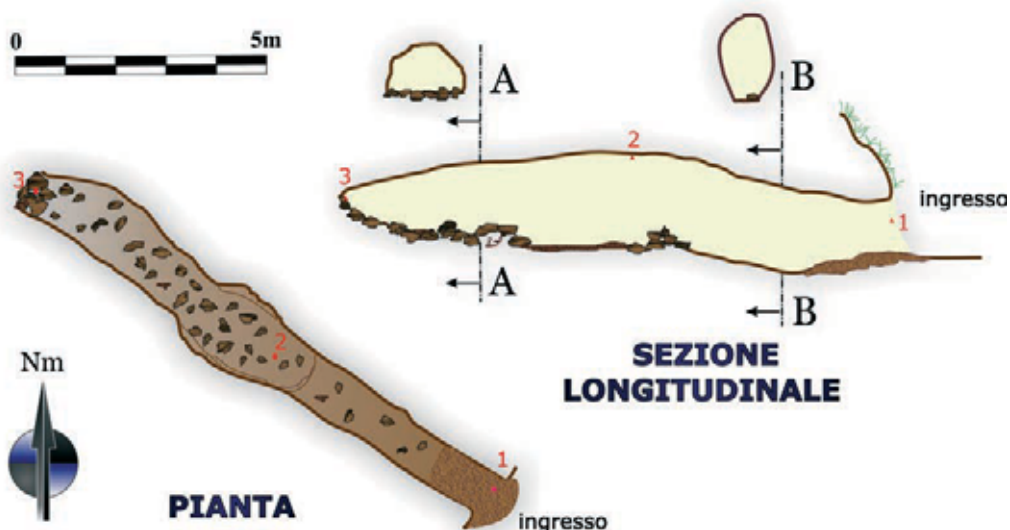 0 5m
A
B
2
3
ingresso
1
A
B
SEZIONE
LONGITUDINALE
3
2
Nm
1
PIANTA
ingresso